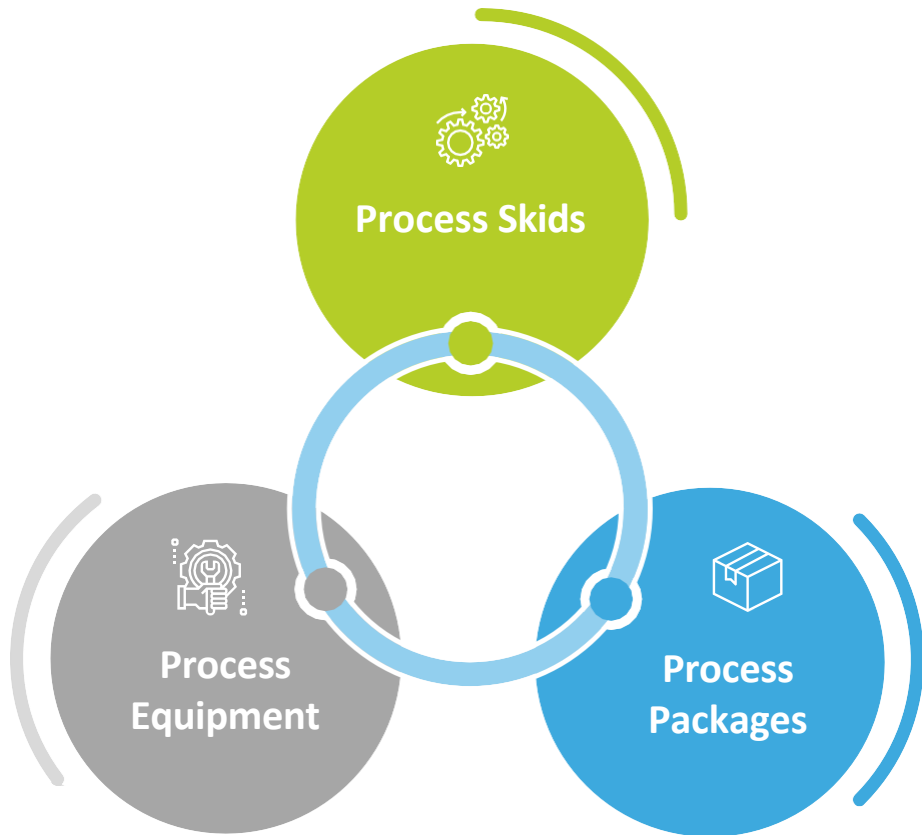 Process Skids
Process
Equipment
Process
Packages